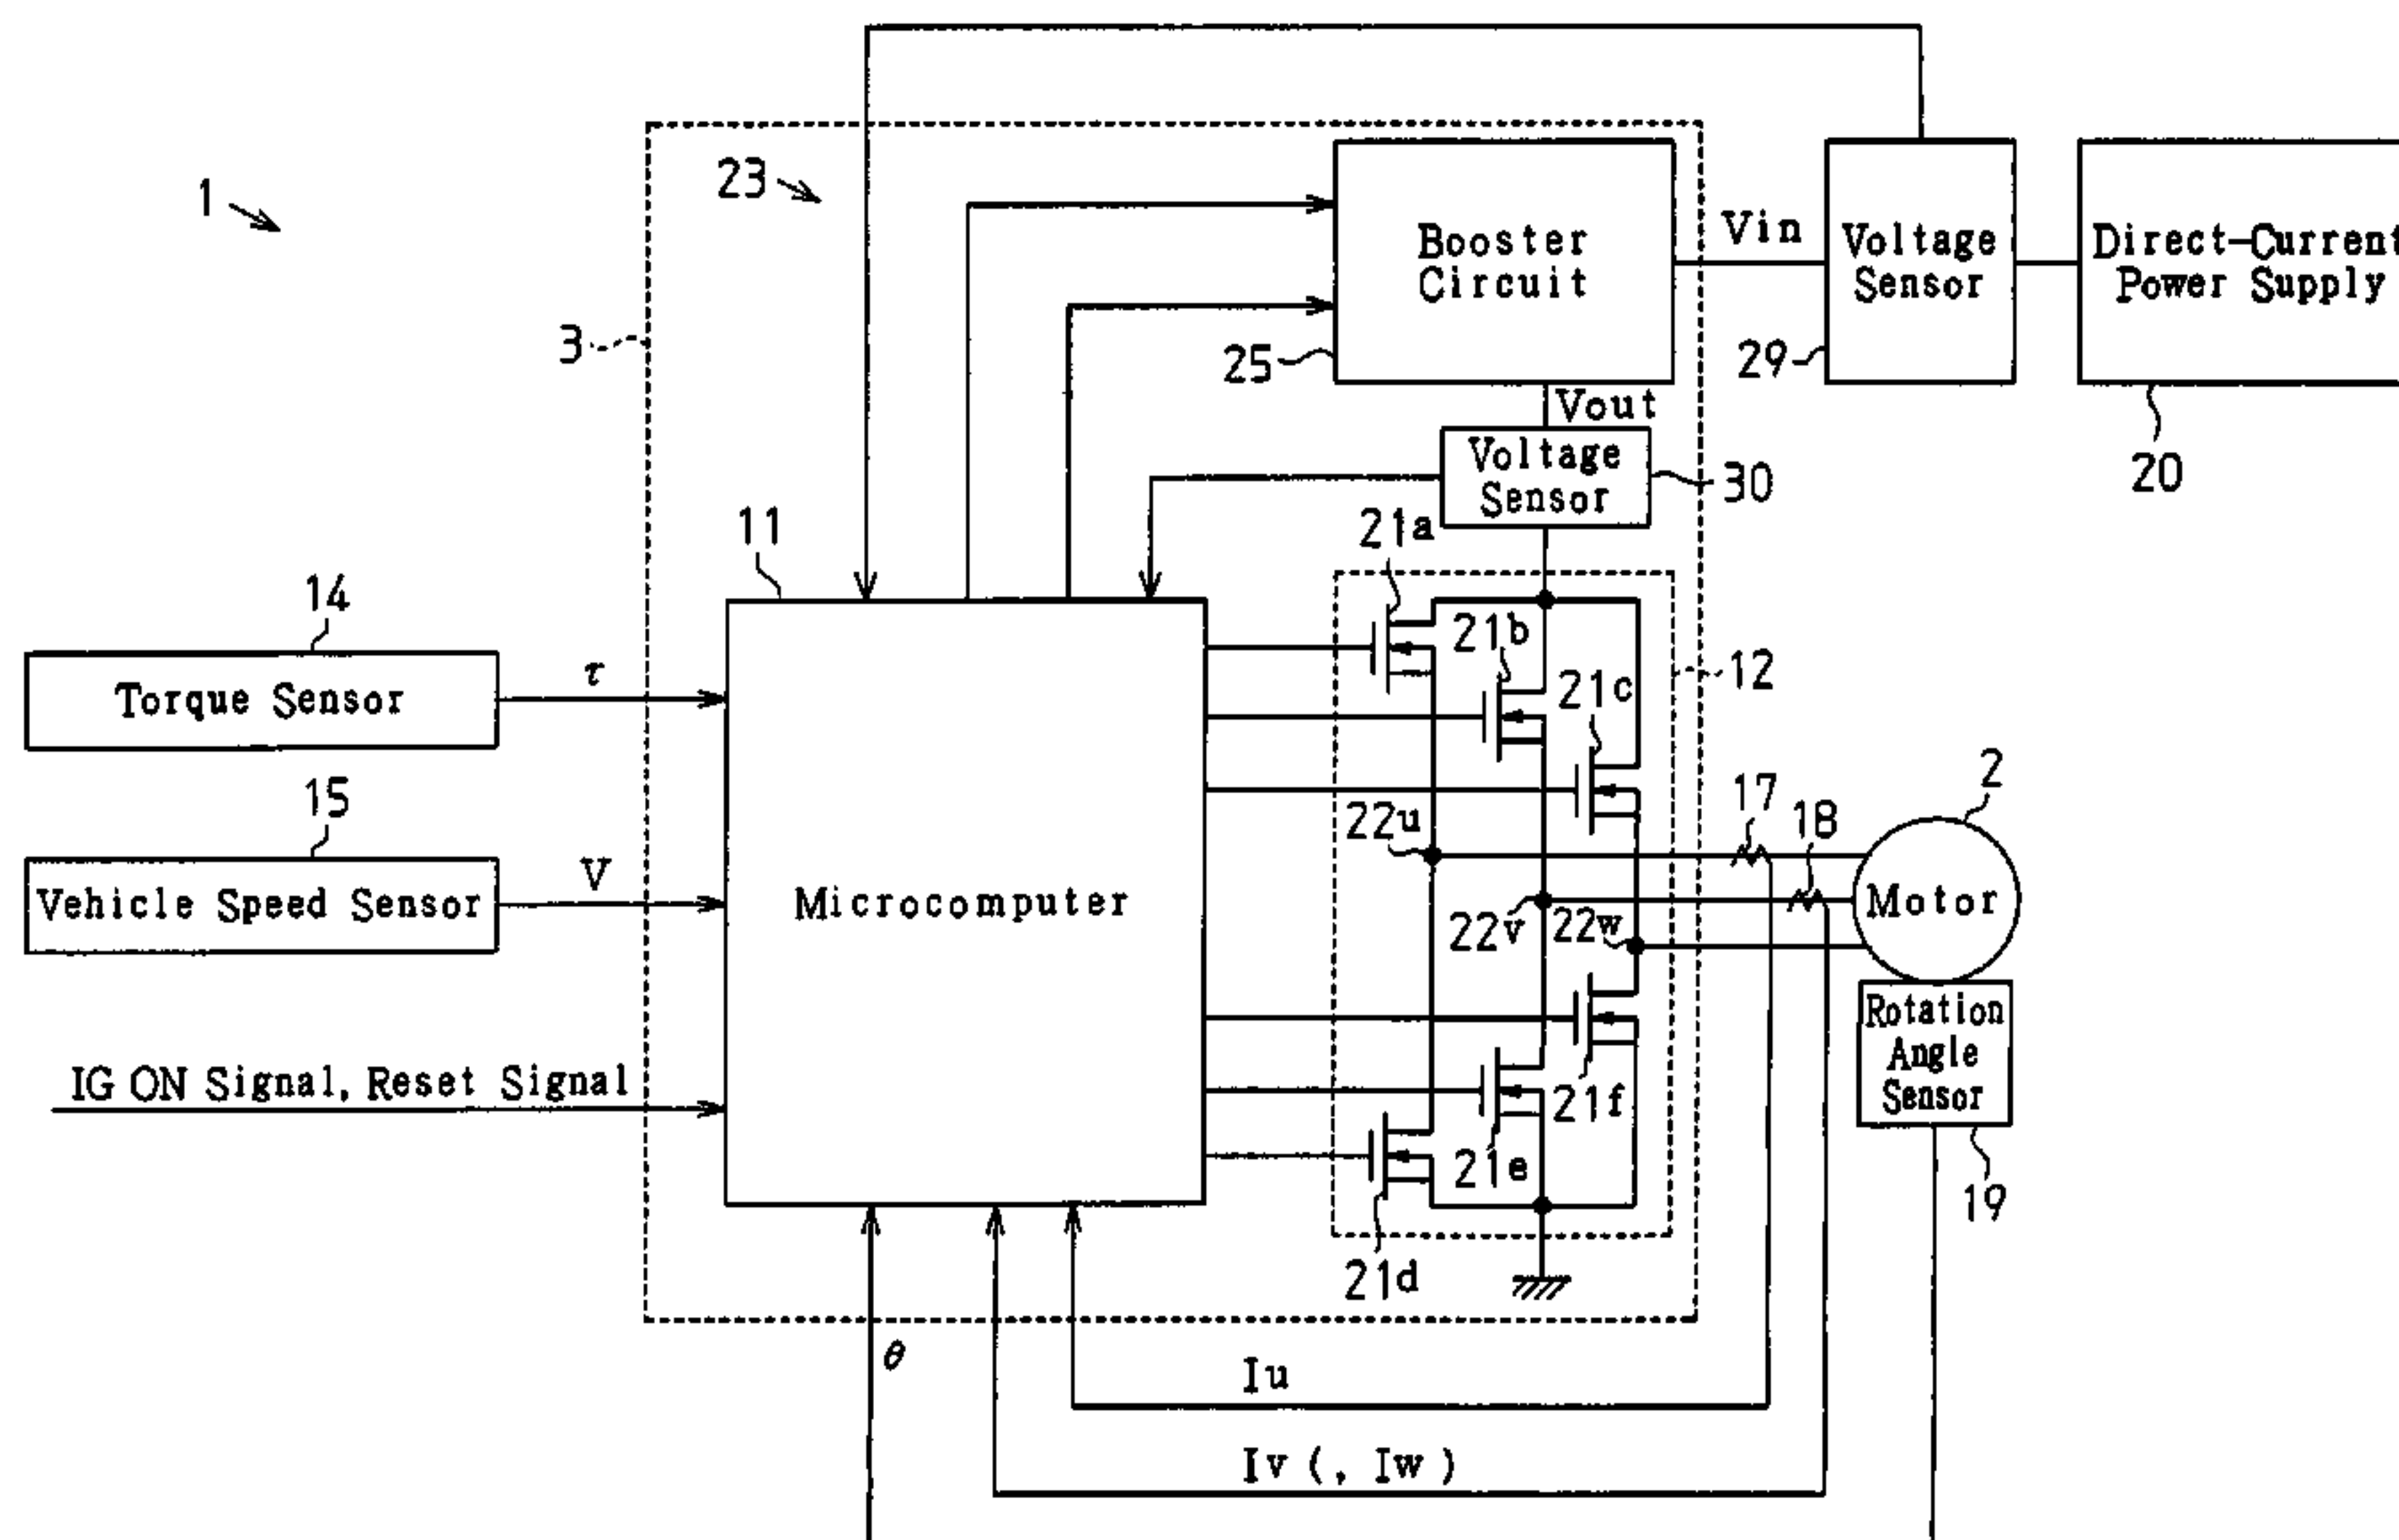 1
23
3
Booster
Circuit
25
Vin
Voltage
Sensor
29
Direct-Current
Power Supply
20
Vout
Voltage
Sensor
30
11
21a
21b
21c
12
14
Torque Sensor
τ
15
Vehicle Speed Sensor
V
Microcomputer
22u
22v
22w
17
18
2
Motor
Rotation
Angle
Sensor
19
IG ON Signal, Reset Signal
21f
21e
21d
θ
Iu
Iv (, Iw )